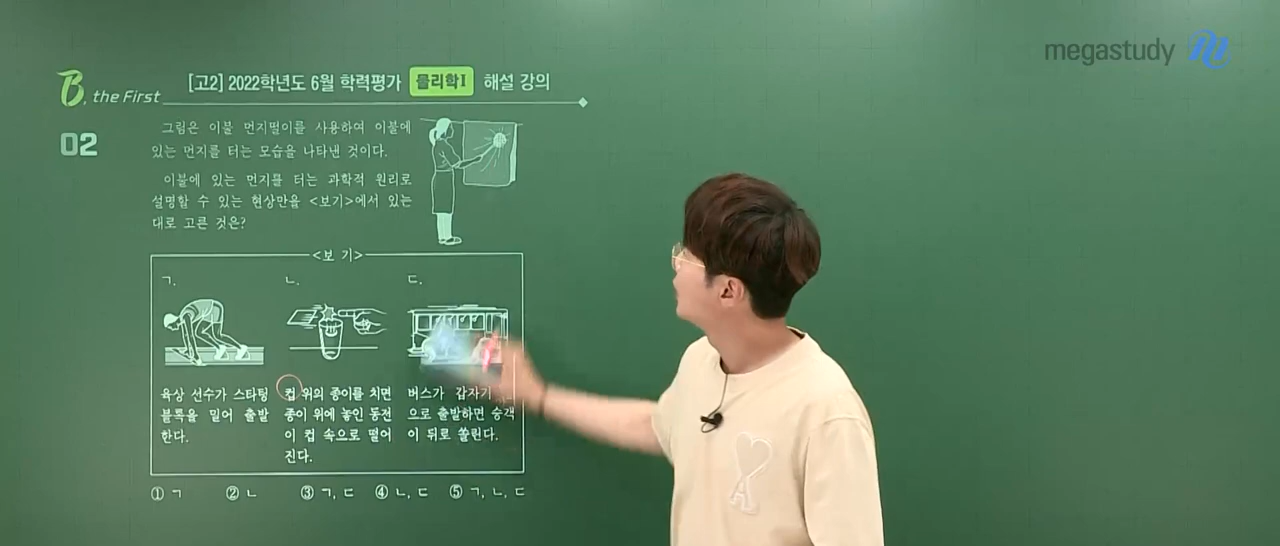 megastudy M
B. the First
[고2] 2022학년도 6월 학력평가 물리학I 해설 강의
02
그림은 이불 먼지떨이를 사용하여 이불에
있는 먼지를 터는 모습을 나타낸 것이다.
이불에 있는 먼지를 터는 과학적 원리로
설명할 수 있는 현상만을 <보기>에서 있는
대로 고른 것은?
<보 기>
ㄱ.
육상 선수가 스타팅
블록을 밀어 출발
한다.
ㄴ.
컵 위의 종이를 치면
종이 위에 놓인 동전
이 컵 속으로 떨어
진다.
ㄷ.
버스가 갑자기
으로 출발하면 승객
이 뒤로 쏠린다.
① ㄱ ② ㄴ ③ ㄱ, ㄷ ④ ㄴ, ㄷ ⑤ ㄱ, ㄴ, ㄷ
A